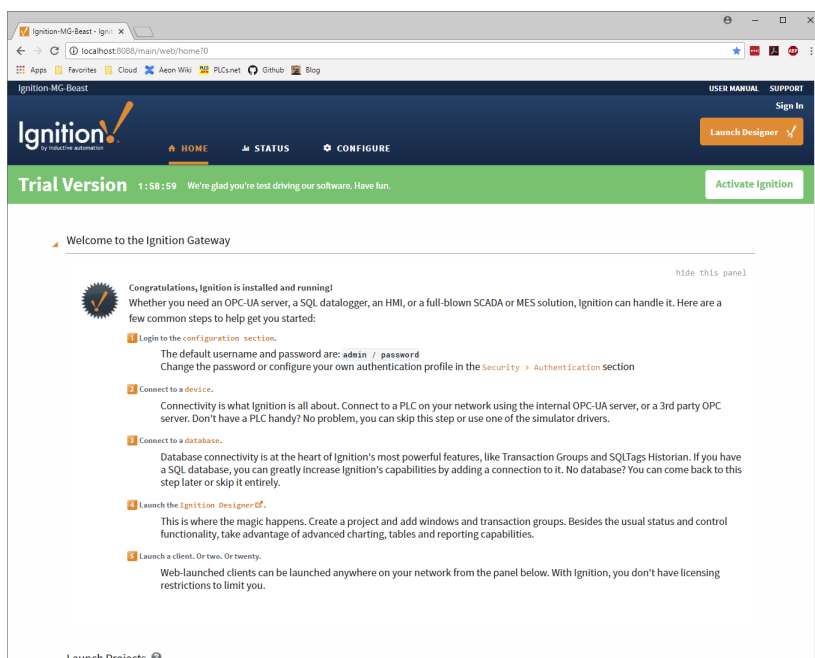 Ignition-MG-Beast - Ignit
localhost:8088/main/web/home?0
Apps Favorites Cloud Aeon Wiki PLCs.net Github Blog
Ignition-MG-Beast USER MANUAL SUPPORT
Sign In
Ignition!
by inductive automation
HOME STATUS CONFIGURE
Launch Designer
Trial Version 1:58:59 We're glad you're test driving our software. Have fun.
Activate Ignition
Welcome to the Ignition Gateway
hide this panel
Congratulations, Ignition is installed and running!
Whether you need an OPC-UA server, a SQL datalogger, an HMI, or a full-blown SCADA or MES solution, Ignition can handle it. Here are a
few common steps to help get you started:
1 Login to the configuration section.
The default username and password are: admin / password
Change the password or configure your own authentication profile in the Security > Authentication section
2 Connect to a device.
Connectivity is what Ignition is all about. Connect to a PLC on your network using the internal OPC-UA server, or a 3rd party OPC
server. Don't have a PLC handy? No problem, you can skip this step or use one of the simulator drivers.
3 Connect to a database.
Database connectivity is at the heart of Ignition's most powerful features, like Transaction Groups and SQLTags Historian. If you have
a SQL database, you can greatly increase Ignition's capabilities by adding a connection to it. No database? You can come back to this
step later or skip it entirely.
4 Launch the Ignition Designer.
This is where the magic happens. Create a project and add windows and transaction groups. Besides the usual status and control
functionality, take advantage of advanced charting, tables and reporting capabilities.
5 Launch a client. Or two. Or twenty.
Web-launched clients can be launched anywhere on your network from the panel below. With Ignition, you don't have licensing
restrictions to limit you.
Launch Projects